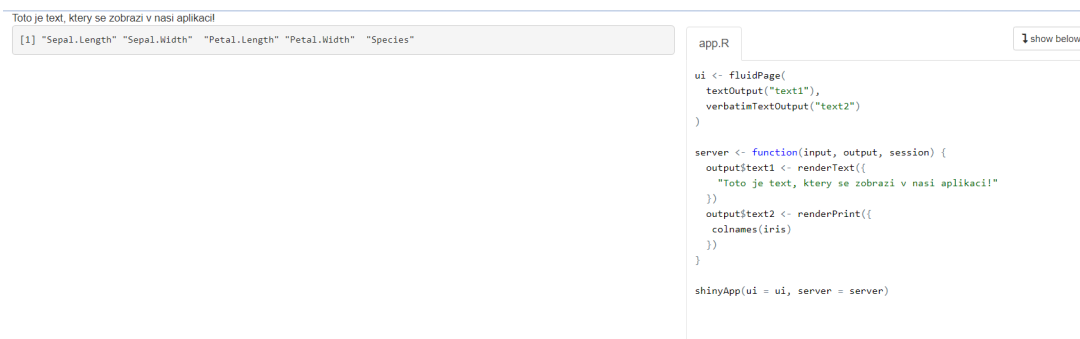 Toto je text, ktery se zobrazi v nasi aplikaci!
[1] "Sepal.Length" "Sepal.Width"  "Petal.Length" "Petal.Width"  "Species"
app.R
show below
ui <- fluidPage(
  textOutput("text1"),
  verbatimTextOutput("text2")
)
server <- function(input, output, session) {
  output$text1 <- renderText({
    "Toto je text, ktery se zobrazi v nasi aplikaci!"
  })
  output$text2 <- renderPrint({
   colnames(iris)
  })
}
shinyApp(ui = ui, server = server)